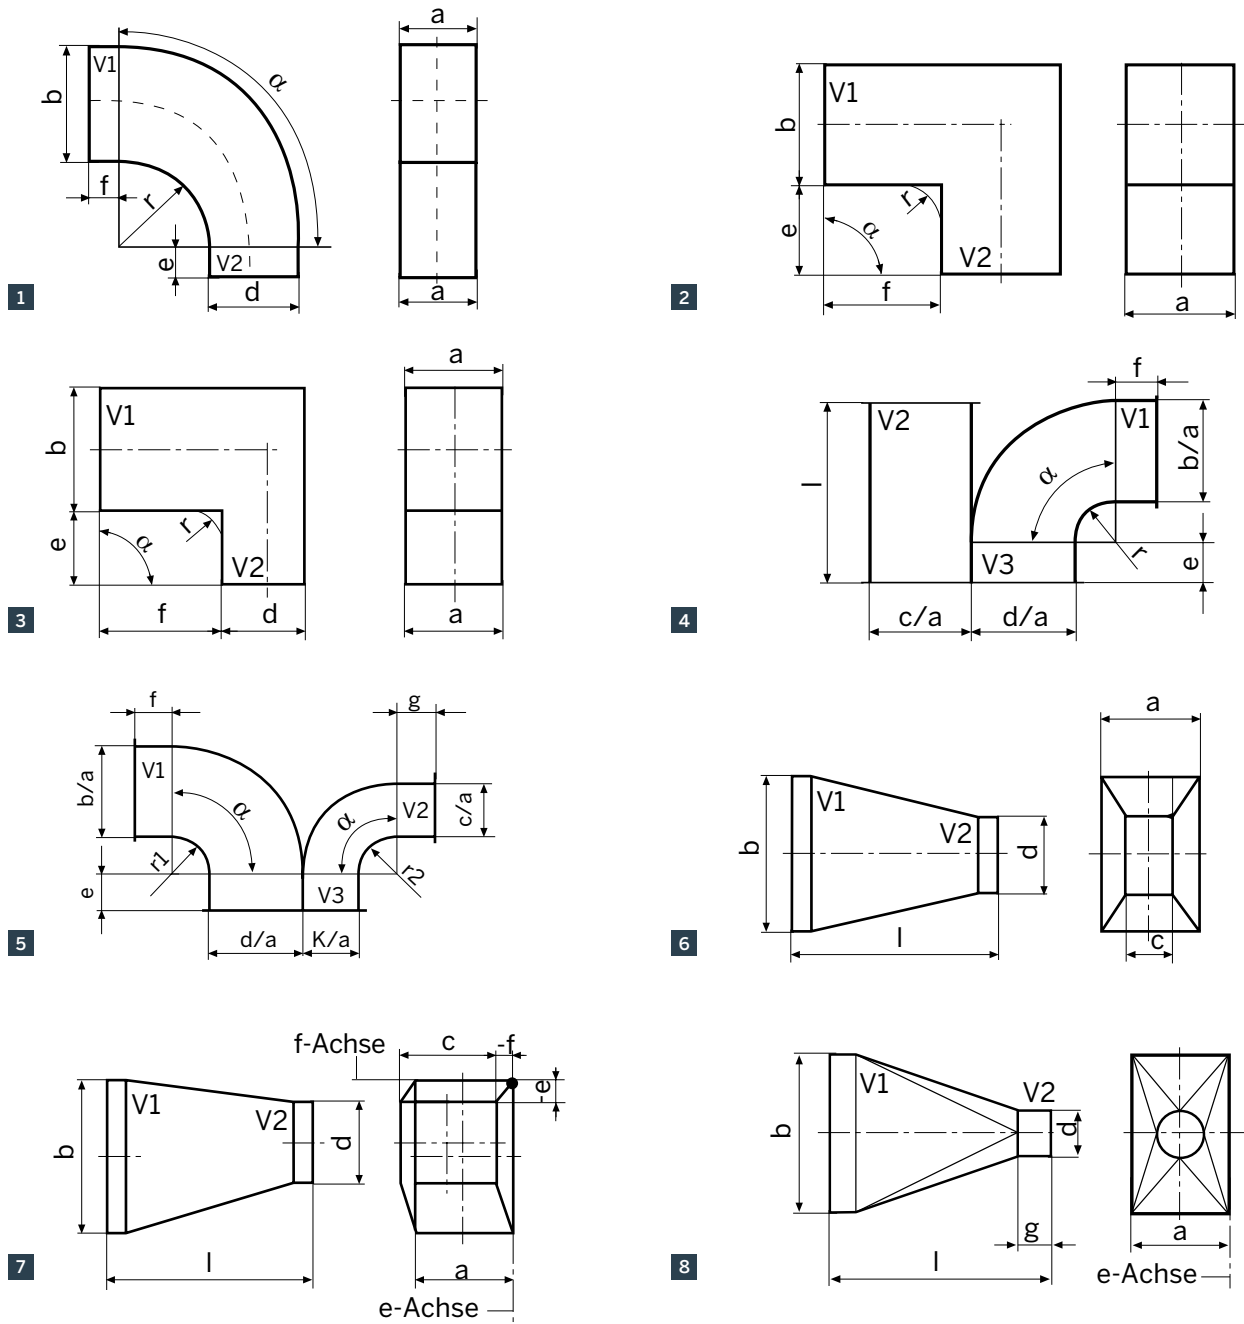 a
V1
α
b
f
r
e
V2
d
a
1
V1
b
r
e
α
V2
f
a
2
a
V1
b
r
e
α
V2
f
d
a
3
f
V2
V1
b/a
l
α
r
V3
e
c/a
d/a
4
f
g
b/a
V1
α
α
V2
c/a
r1
r2
e
V3
d/a
K/a
5
a
V1
V2
b
d
l
c
6
f-Achse
c
-f
-e
V1
V2
b
d
l
a
e-Achse
7
V1
V2
b
d
g
l
a
e-Achse
8